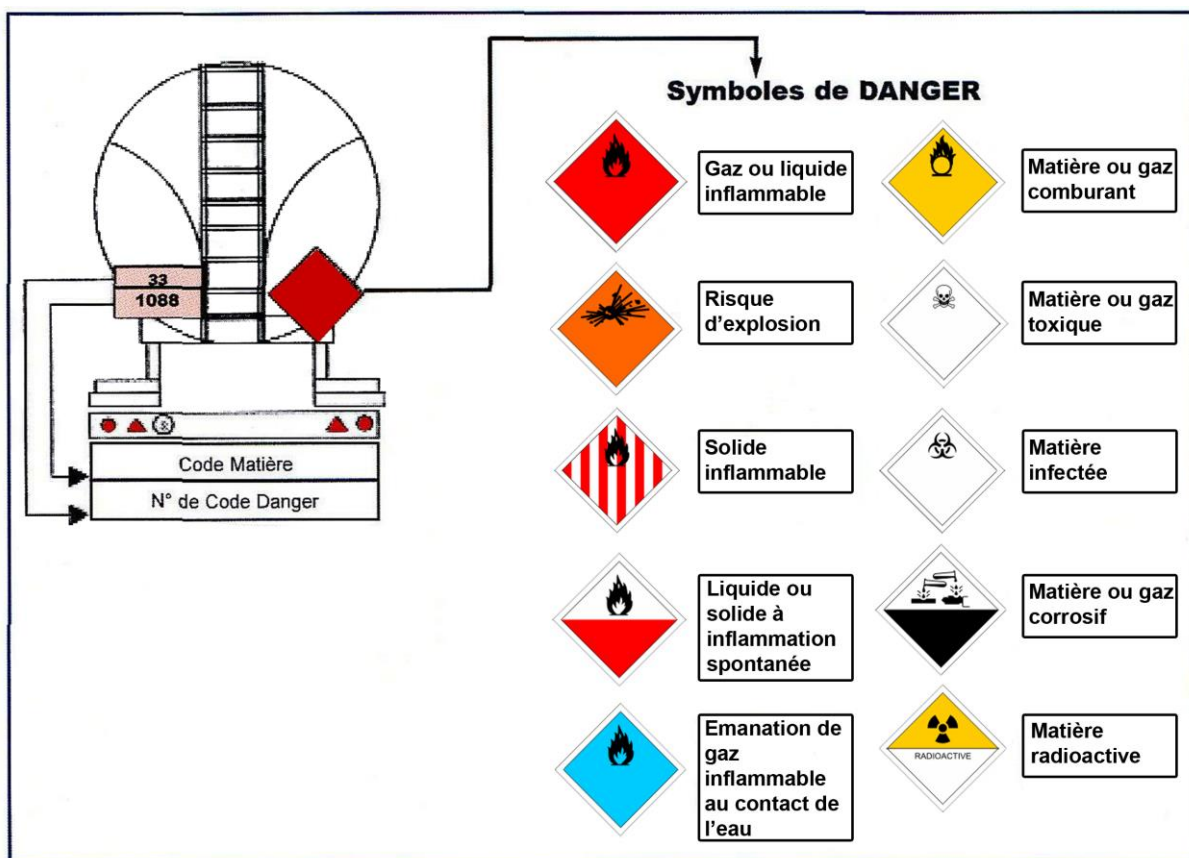 Symboles de DANGER
33
1088
Code Matière
N° de Code Danger
Gaz ou liquide
inflammable
Matière ou gaz
comburant
Risque
d'explosion
Matière ou gaz
toxique
Solide
inflammable
Matière
infectée
Liquide ou
solide à
inflammation
spontanée
Matière ou gaz
corrosif
Emanation de
gaz
inflammable
au contact de
l'eau
RADIOACTIVE
Matière
radioactive